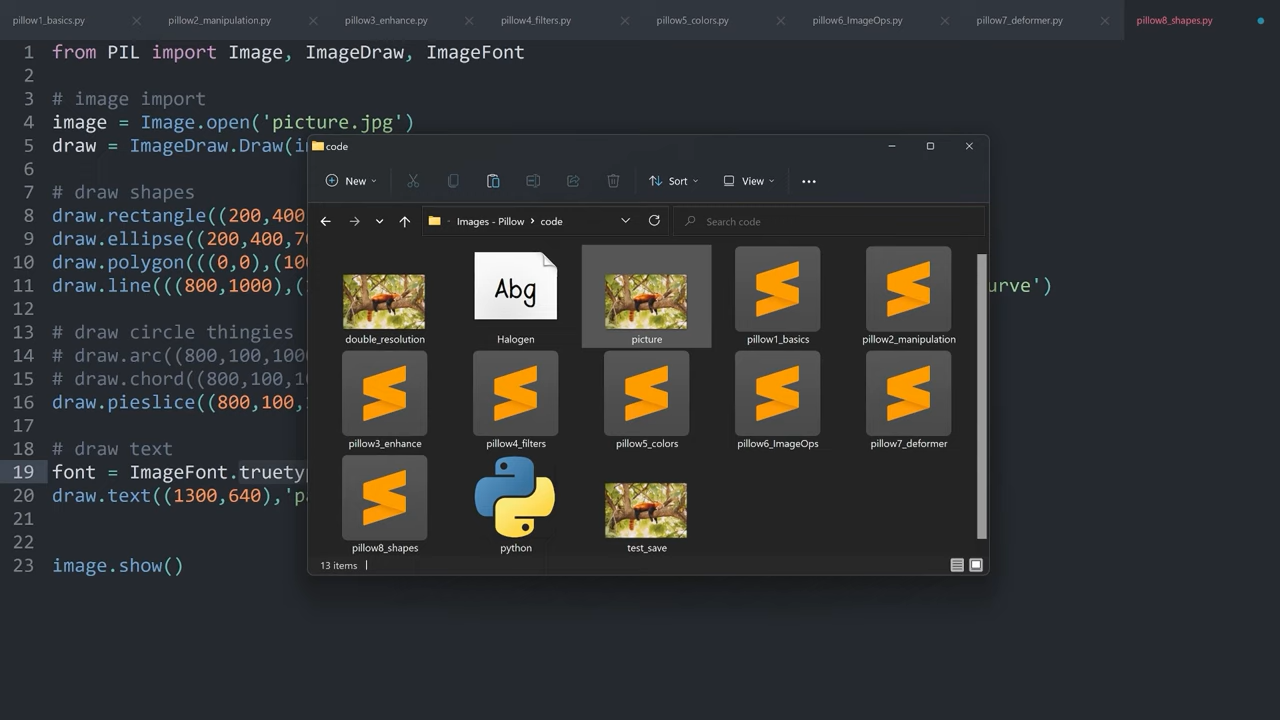 pillow1_basics.py pillow2_manipulation.py pillow3_enhance.py pillow4_filters.py pillow5_colors.py pillow6_ImageOps.py pillow7_deformer.py pillow8_shapes.py
1 from PIL import Image, ImageDraw, ImageFont
2
3 # image import
4 image = Image.open('picture.jpg')
5 draw = ImageDraw.Draw(i
6
7 # draw shapes
8 draw.rectangle((200,400
9 draw.ellipse((200,400,7
10 draw.polygon(((0,0),(10
11 draw.line(((800,1000),( urve')
12
13 # draw circle thingies
14 # draw.arc((800,100,100
15 # draw.chord((800,100,10
16 draw.pieslice((800,100,
17
18 # draw text
19 font = ImageFont.truety
20 draw.text((1300,640),'p
21
22
23 image.show()
code
New Sort View
Images - Pillow code Search code
Abg
double_resolution Halogen picture pillow1_basics pillow2_manipulation
pillow3_enhance pillow4_filters pillow5_colors pillow6_ImageOps pillow7_deformer
pillow8_shapes python test_save
13 items